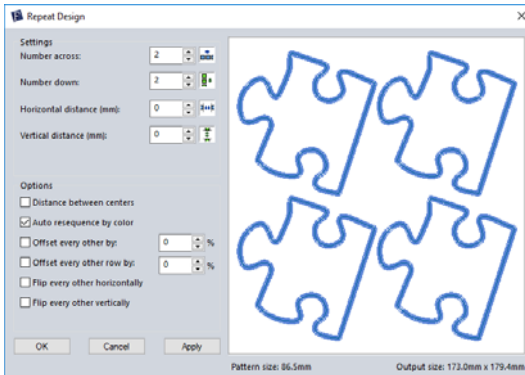 Repeat Design
Settings
Number across: 2
Number down: 2
Horizontal distance (mm): 0
Vertical distance (mm): 0
Options
Distance between centers
Auto resequence by color
Offset every other by: 0 %
Offset every other row by: 0 %
Flip every other horizontally
Flip every other vertically
OK Cancel Apply
Pattern size: 86.5mm Output size: 173.0mm x 179.4mm